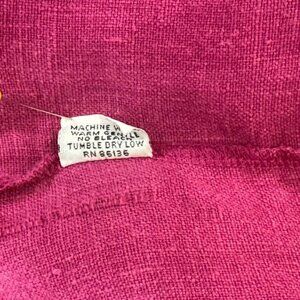 MACHINE
WARM GENTLE
NO BLEACH
TUMBLE DRY LOW
RN 86136